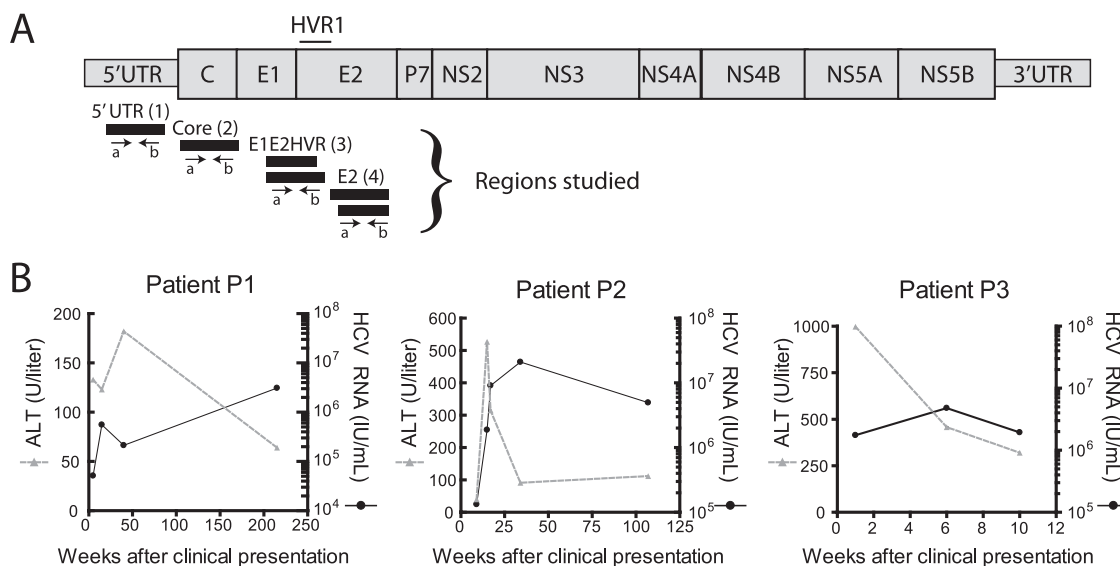 A
HVR1
5'UTR C E1 E2 P7 NS2 NS3 NS4A NS4B NS5A NS5B 3'UTR
5' UTR (1)
a b
Core (2)
a b
E1E2HVR (3)
a b
E2 (4)
a b
Regions studied
B
Patient P1
ALT (U/liter)
200
150
100
50
0
HCV RNA (IU/mL)
10^8
10^7
10^6
10^5
10^4
0 50 100 150 200 250
Weeks after clinical presentation
Patient P2
ALT (U/liter)
600
500
400
300
200
100
0
HCV RNA (IU/mL)
10^8
10^7
10^6
10^5
0 25 50 75 100 125
Weeks after clinical presentation
Patient P3
ALT (U/liter)
1000
750
500
250
0
HCV RNA (IU/mL)
10^8
10^7
10^6
10^5
0 2 4 6 8 10 12
Weeks after clinical presentation